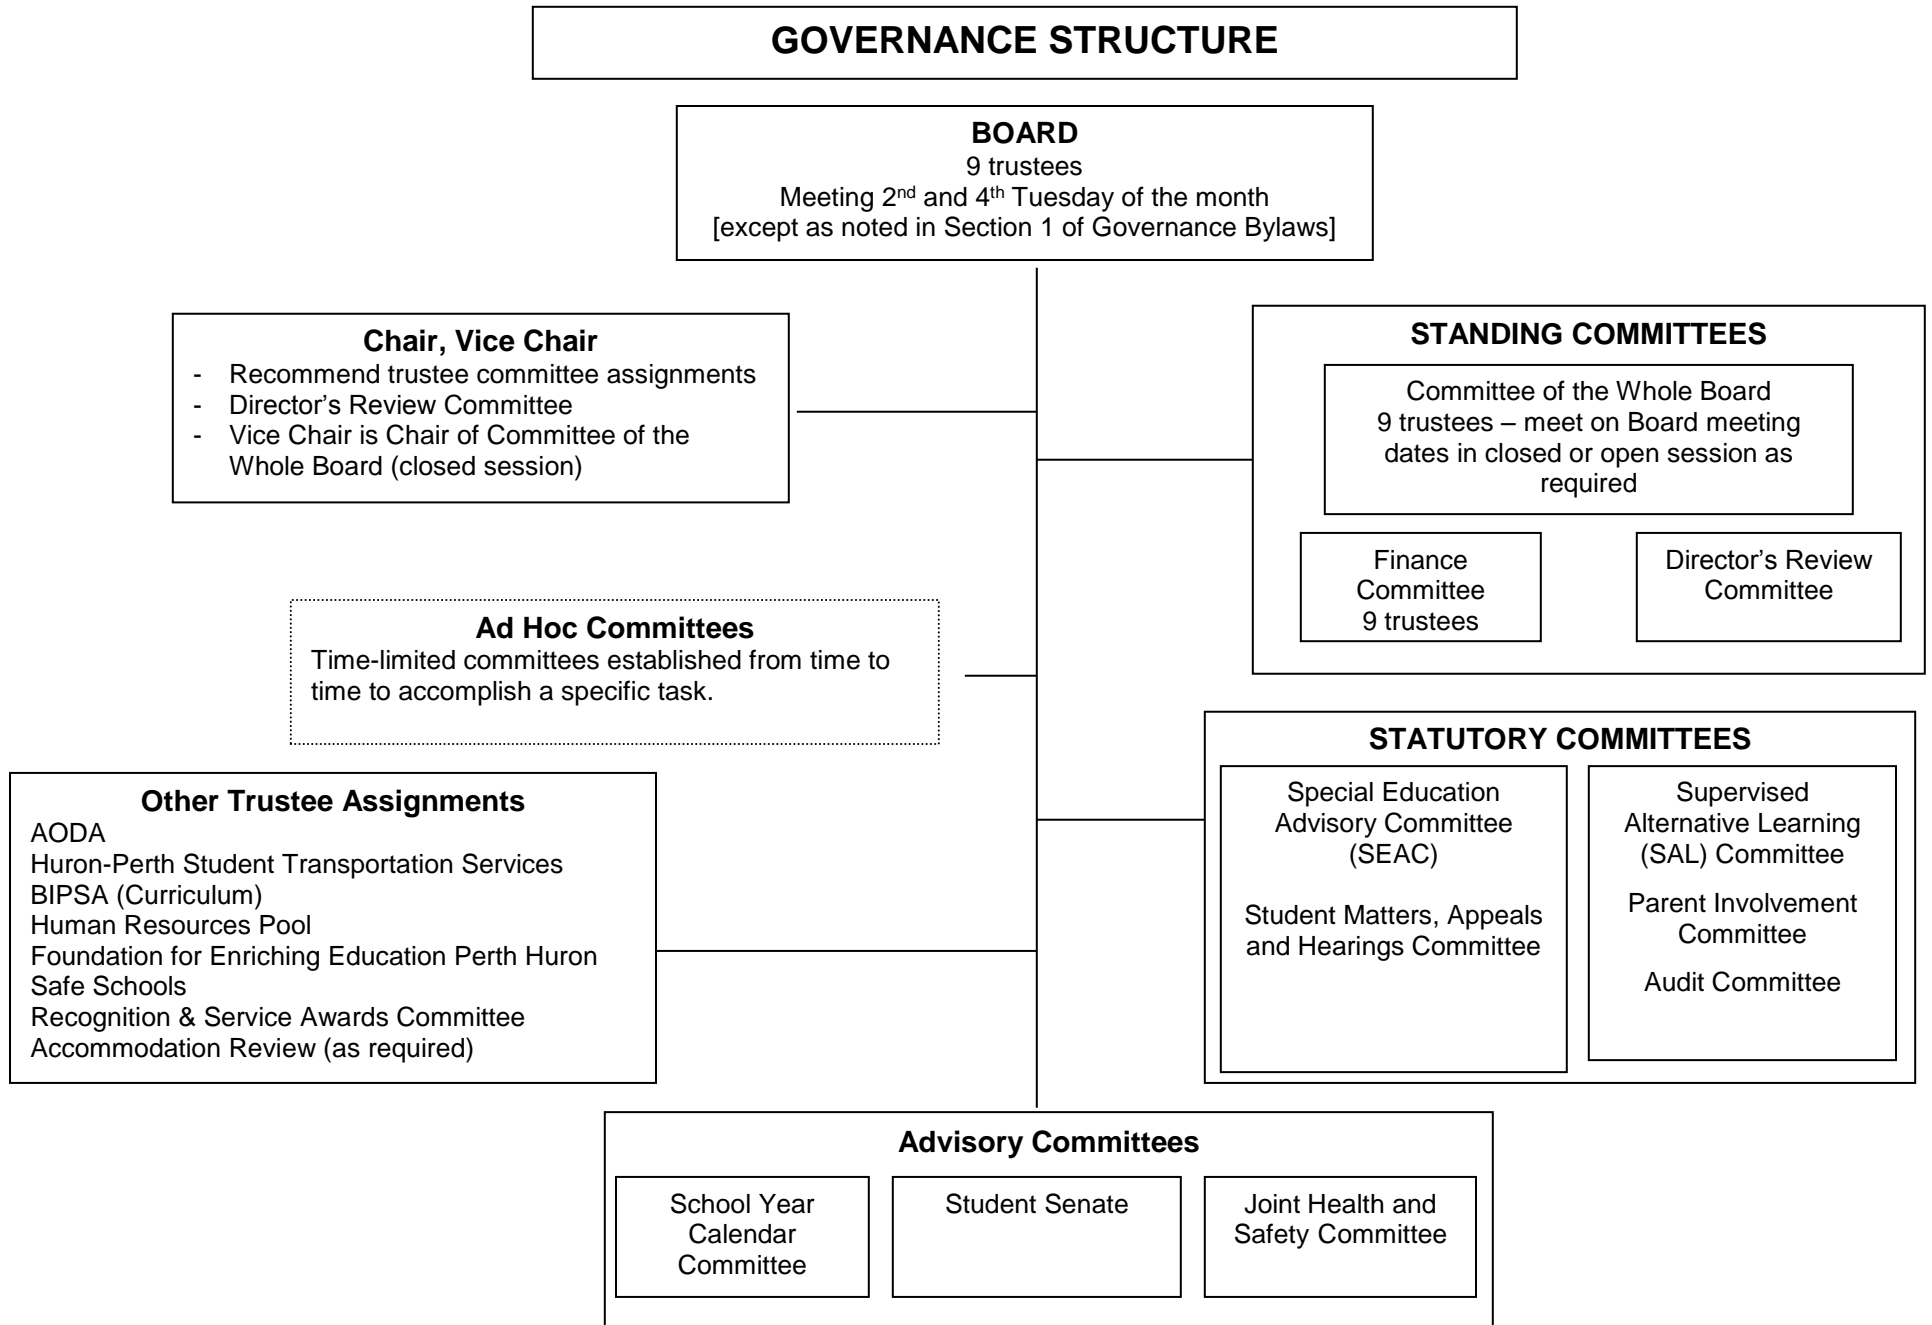 GOVERNANCE STRUCTURE
BOARD
9 trustees
Meeting 2nd and 4th Tuesday of the month
[except as noted in Section 1 of Governance Bylaws]
Chair, Vice Chair
- Recommend trustee committee assignments
- Director’s Review Committee
- Vice Chair is Chair of Committee of the
Whole Board (closed session)
STANDING COMMITTEES
Committee of the Whole Board
9 trustees – meet on Board meeting
dates in closed or open session as
required
Finance
Committee
9 trustees
Director’s Review
Committee
Ad Hoc Committees
Time-limited committees established from time to
time to accomplish a specific task.
STATUTORY COMMITTEES
Special Education
Advisory Committee
(SEAC)
Student Matters, Appeals
and Hearings Committee
Supervised
Alternative Learning
(SAL) Committee
Parent Involvement
Committee
Audit Committee
Other Trustee Assignments
AODA
Huron-Perth Student Transportation Services
BIPSA (Curriculum)
Human Resources Pool
Foundation for Enriching Education Perth Huron
Safe Schools
Recognition & Service Awards Committee
Accommodation Review (as required)
Advisory Committees
School Year
Calendar
Committee
Student Senate
Joint Health and
Safety Committee